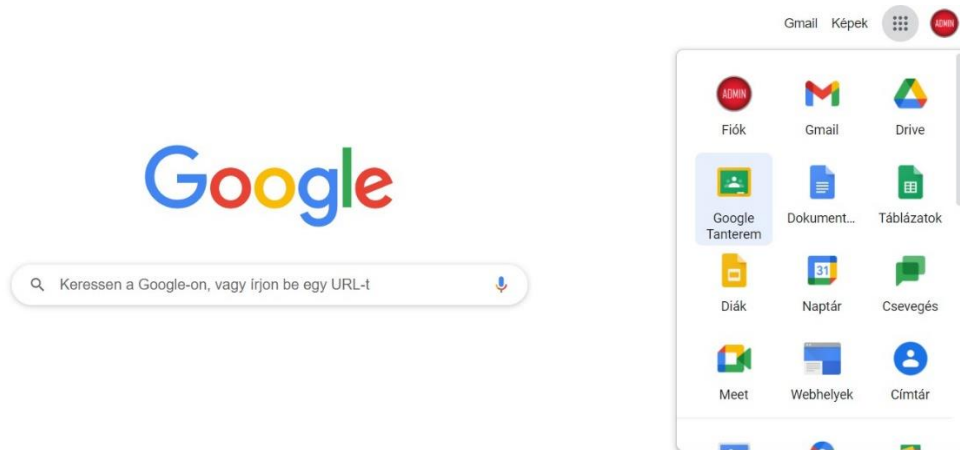 Gmail Képek ADMIN
ADMIN
Fiók Gmail Drive
Google
Google
Tanterem
Dokument... Táblázatok
Keressen a Google-on, vagy írjon be egy URL-t
31
Diák Naptár Csevegés
Meet Webhelyek Címtár